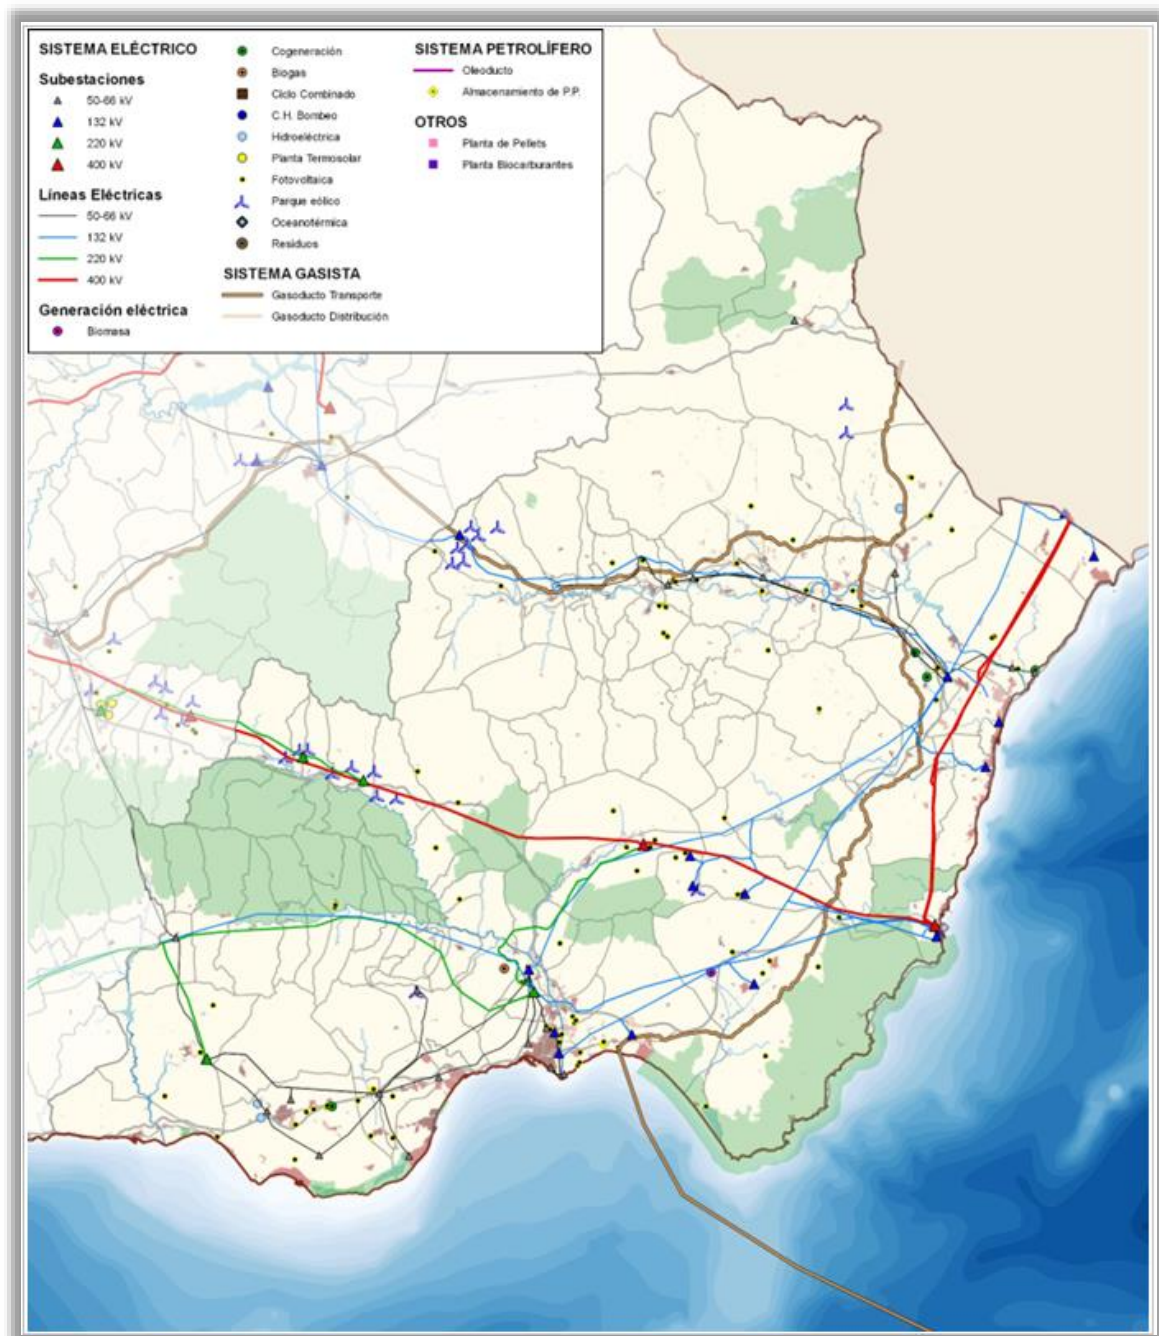 SISTEMA ELÉCTRICO
Subestaciones
50-66 kV
132 kV
220 kV
400 kV
Líneas Eléctricas
50-66 kV
132 kV
220 kV
400 kV
Generación eléctrica
Biomasa
Cogeneración
Biogas
Ciclo Combinado
C.H. Bombeo
Hidroeléctrica
Planta Termosolar
Fotovoltaica
Parque eólico
Oceanotérmica
Residuos
SISTEMA GASISTA
Gasoducto Transporte
Gasoducto Distribución
SISTEMA PETROLÍFERO
Oleoducto
Almacenamiento de P.P.
OTROS
Planta de Pellets
Planta Biocarburantes